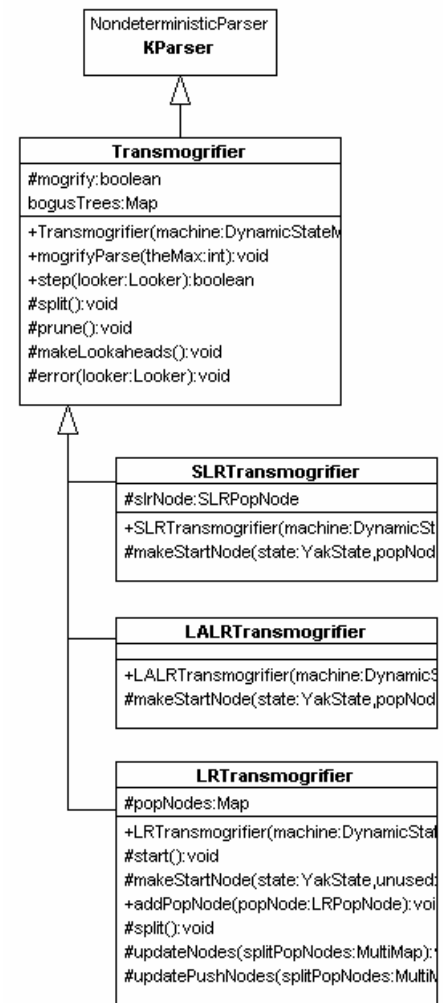 NondeterministicParser
KParser
Transmogrifier
#mogrify:boolean
bogusTrees:Map
+Transmogrifier(machine:DynamicStateM
+mogrifyParse(theMax:int):void
+step(looker:Looker):boolean
#split():void
#prune():void
#makeLookaheads():void
#error(looker:Looker):void
SLRTransmogrifier
#slrNode:SLRPopNode
+SLRTransmogrifier(machine:DynamicSt
#makeStartNode(state:YakState,popNod
LALRTransmogrifier
+LALRTransmogrifier(machine:DynamicS
#makeStartNode(state:YakState,popNod
LRTransmogrifier
#popNodes:Map
+LRTransmogrifier(machine:DynamicStat
#start():void
#makeStartNode(state:YakState,unused:
+addPopNode(popNode:LRPopNode):voi
#split():void
#updateNodes(splitPopNodes:MultiMap):
#updatePushNodes(splitPopNodes:MultiM